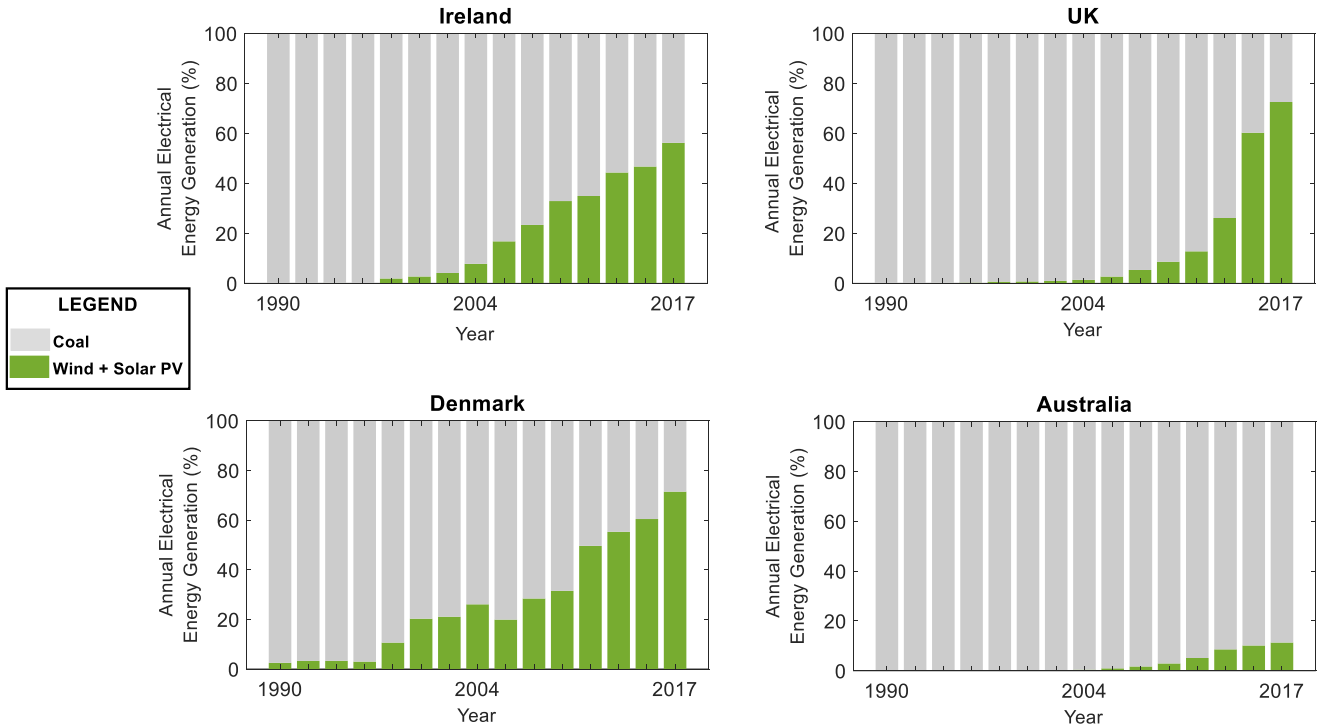 Ireland
100
80
60
40
20
0
Annual Electrical
Energy Generation (%)
1990 2004 2017
Year
UK
100
80
60
40
20
0
Annual Electrical
Energy Generation (%)
1990 2004 2017
Year
LEGEND
Coal
Wind + Solar PV
Denmark
100
80
60
40
20
0
Annual Electrical
Energy Generation (%)
1990 2004 2017
Year
Australia
100
80
60
40
20
0
Annual Electrical
Energy Generation (%)
1990 2004 2017
Year